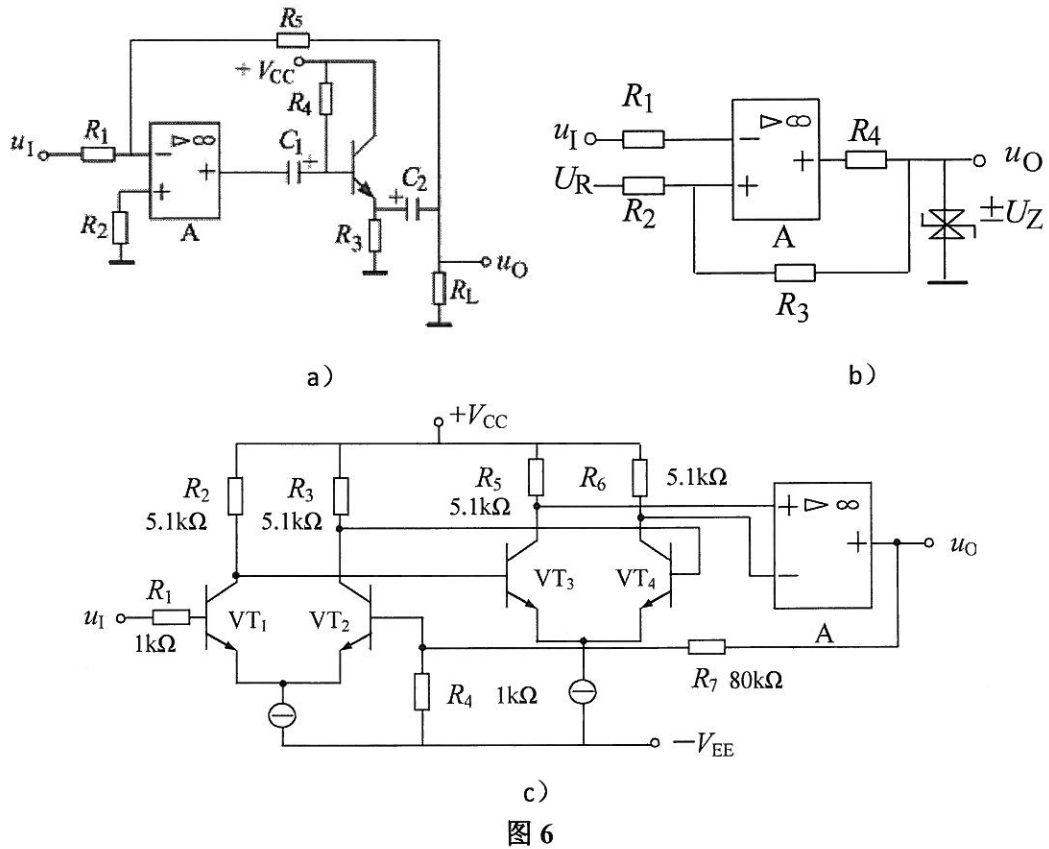 R5
+ VCC
R4
uI
R1
C1
+
C2
+
− ▷ ∞
+
+
R2
A
R3
uO
RL
a）
R1
uI
− ▷ ∞
+
+
R4
uO
UR
R2
A
±UZ
R3
b）
+VCC
R2
5.1kΩ
R3
5.1kΩ
R5
5.1kΩ
R6
5.1kΩ
+ ▷ ∞
+
−
uO
R1
uI
1kΩ
VT1
VT2
VT3
VT4
A
R4
1kΩ
R7 80kΩ
−VEE
c）
图 6